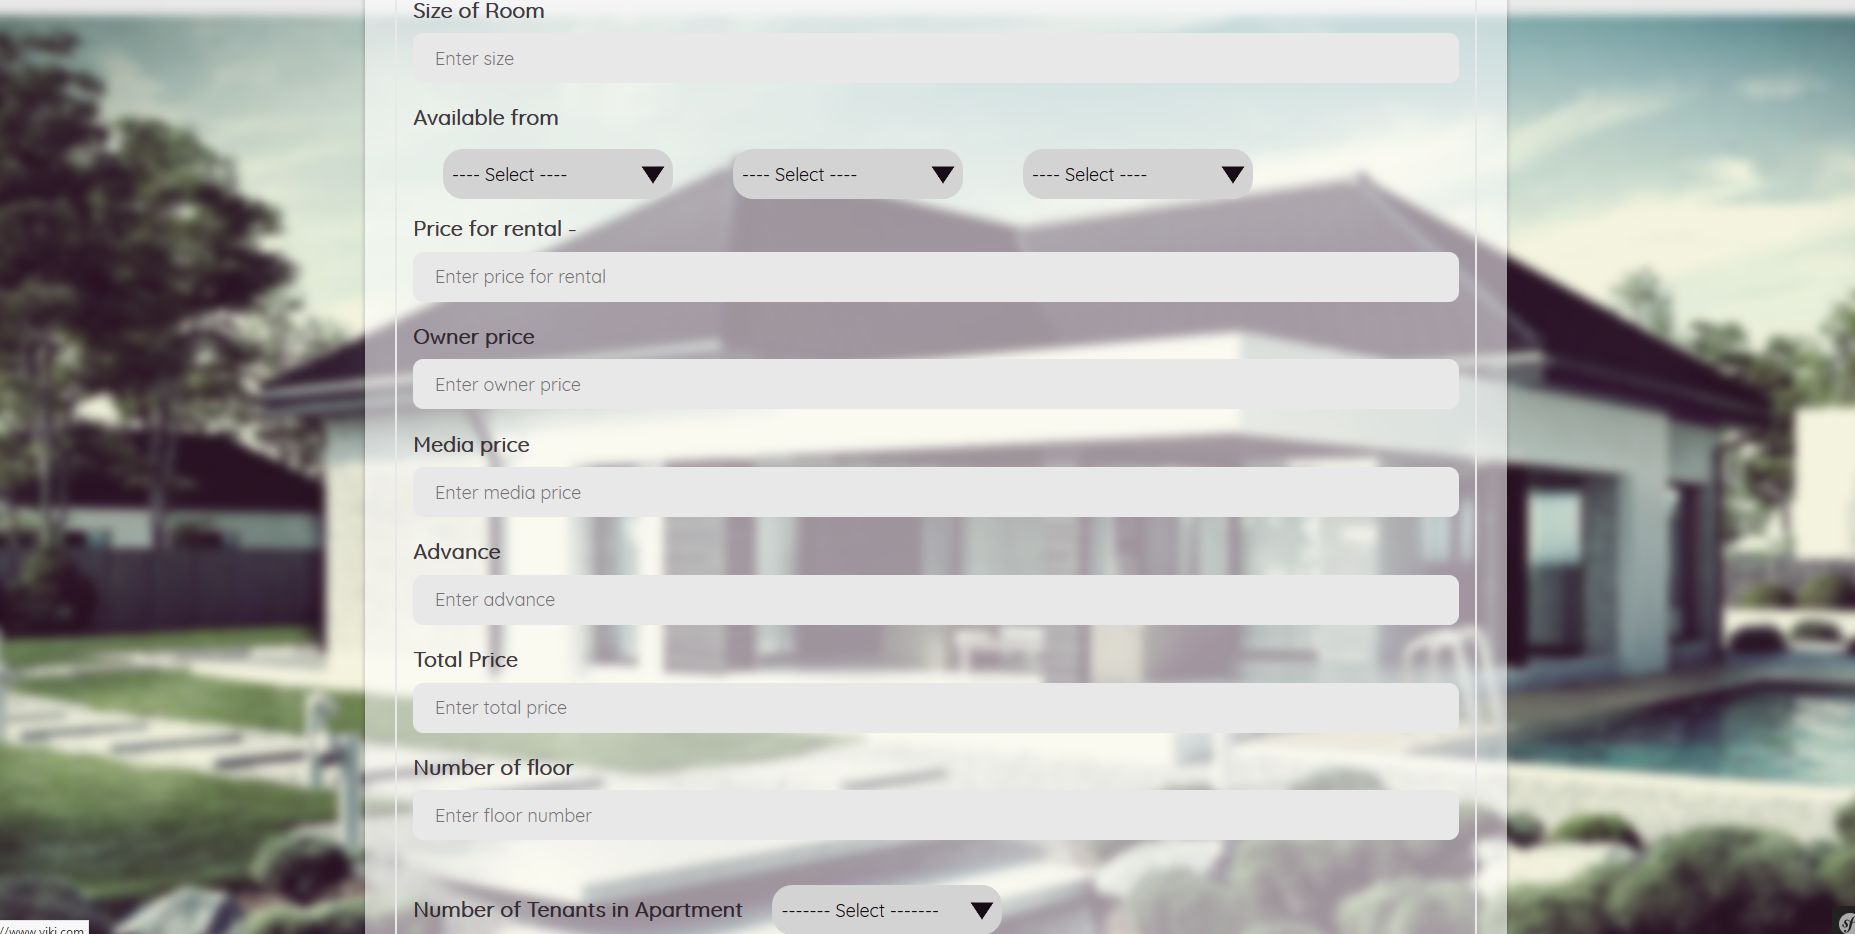 Size of Room
Enter size
Available from
---- Select ---- ---- Select ---- ---- Select ----
Price for rental -
Enter price for rental
Owner price
Enter owner price
Media price
Enter media price
Advance
Enter advance
Total Price
Enter total price
Number of floor
Enter floor number
Number of Tenants in Apartment ------- Select -------
//www.viki.com
sf